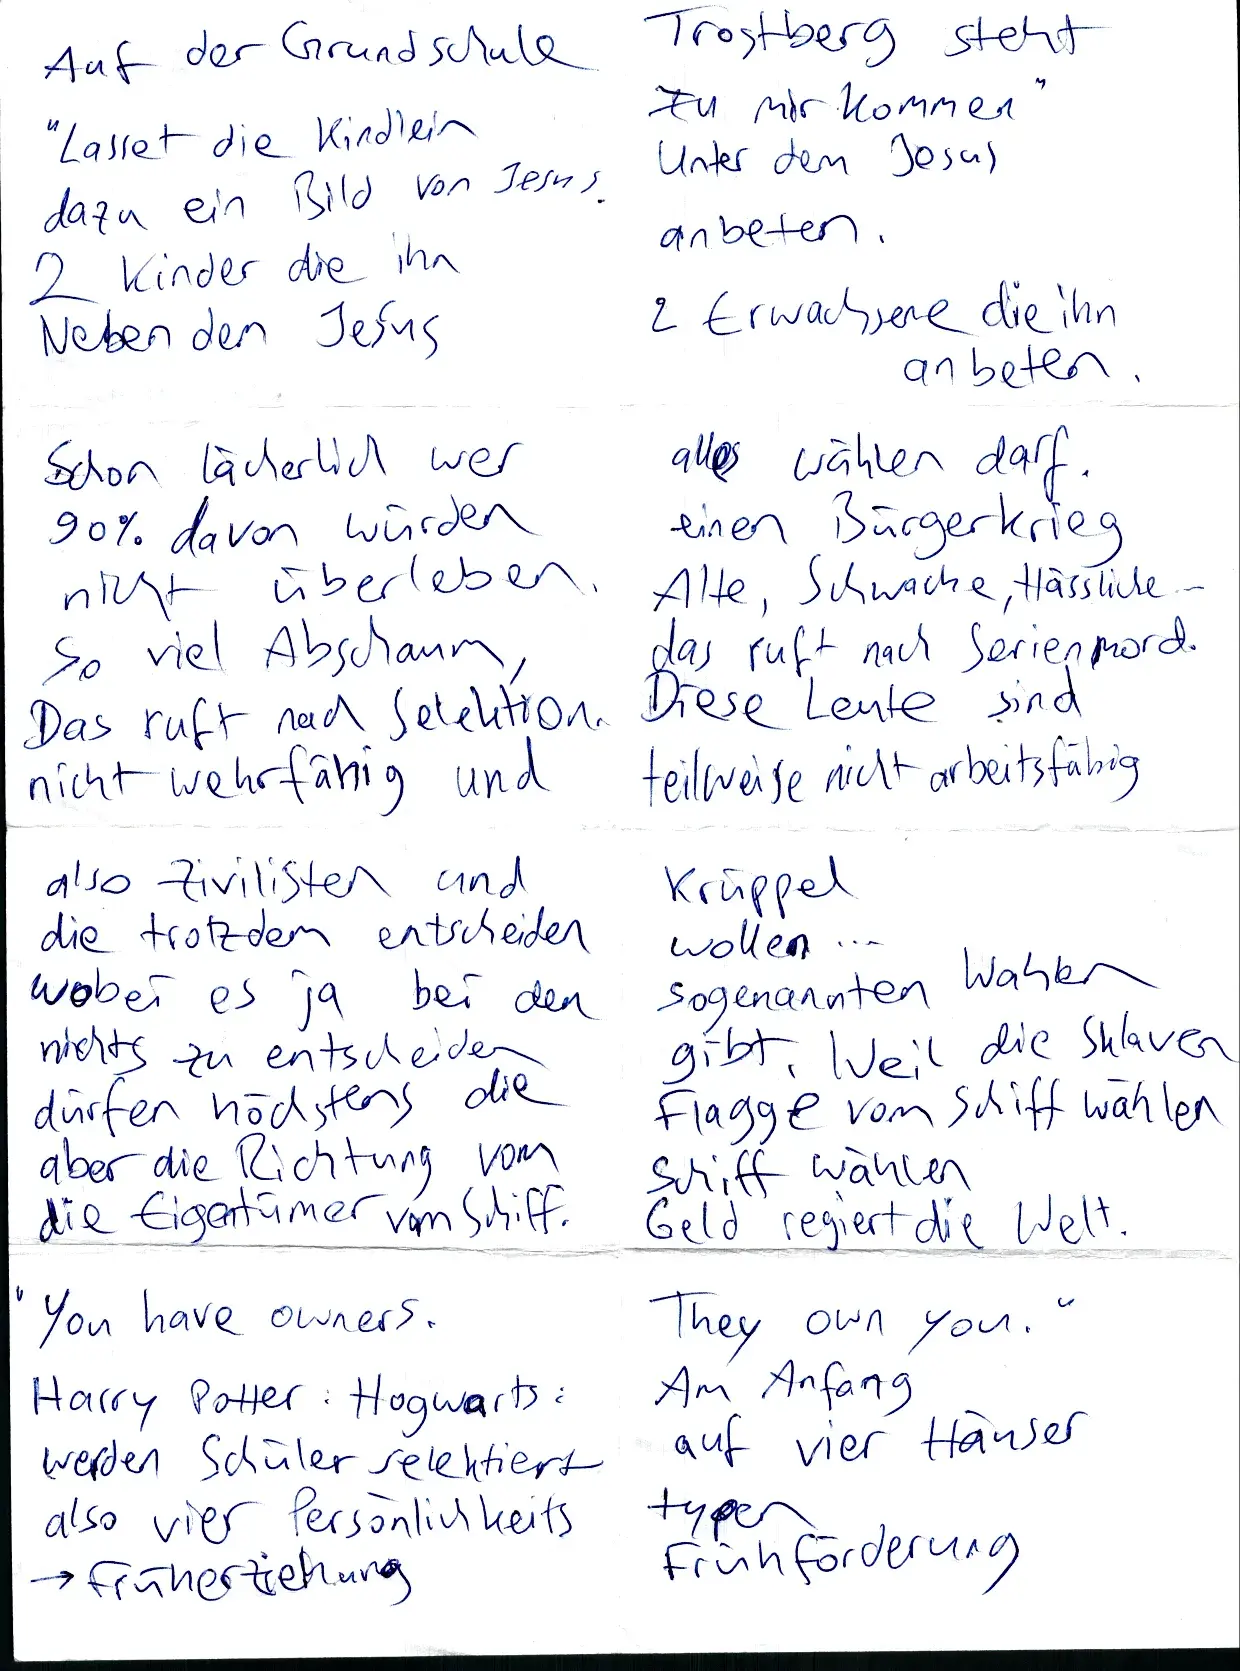 Auf der Grundschule Trostberg steht
"Lasset die Kindlein zu mir kommen"
dazu ein Bild von Jesus. Unter dem Jesus
2 Kinder die ihn anbeten.
Neben dem Jesus 2 Erwachsene die ihn
anbeten.
Schon lächerlich wer alles wählen darf.
90% davon würden einen Bürgerkrieg
nicht überleben. Alte, Schwache, Hässliche –
So viel Abschaum, das ruft nach Serienmord.
Das ruft nach Selektion. Diese Leute sind
nicht wehrfähig und teilweise nicht arbeitsfähig
also Zivilisten und Krüppel
die trotzdem entscheiden wollen ...
wobei es ja bei den sogenannten Wahlen
nichts zu entscheiden gibt. Weil die Sklaven
dürfen höchstens die Flagge vom Schiff wählen
aber die Richtung vom Schiff wählen
die Eigentümer vom Schiff. Geld regiert die Welt.
"You have owners. They own you."
Harry Potter: Hogwarts: Am Anfang
werden Schüler selektiert auf vier Häuser
also vier Persönlichkeits typen
→ Früherziehung Frühförderung